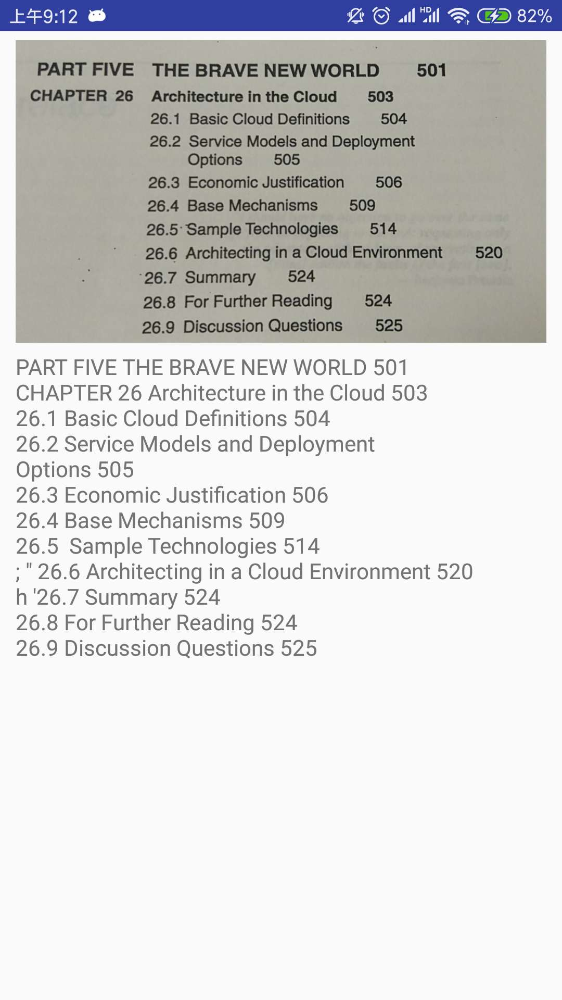 上午9:12 HD 82%
PART FIVE THE BRAVE NEW WORLD 501
CHAPTER 26 Architecture in the Cloud 503
26.1 Basic Cloud Definitions 504
26.2 Service Models and Deployment
Options 505
26.3 Economic Justification 506
26.4 Base Mechanisms 509
26.5 Sample Technologies 514
26.6 Architecting in a Cloud Environment 520
26.7 Summary 524
26.8 For Further Reading 524
26.9 Discussion Questions 525
PART FIVE THE BRAVE NEW WORLD 501
CHAPTER 26 Architecture in the Cloud 503
26.1 Basic Cloud Definitions 504
26.2 Service Models and Deployment
Options 505
26.3 Economic Justification 506
26.4 Base Mechanisms 509
26.5  Sample Technologies 514
; " 26.6 Architecting in a Cloud Environment 520
h '26.7 Summary 524
26.8 For Further Reading 524
26.9 Discussion Questions 525